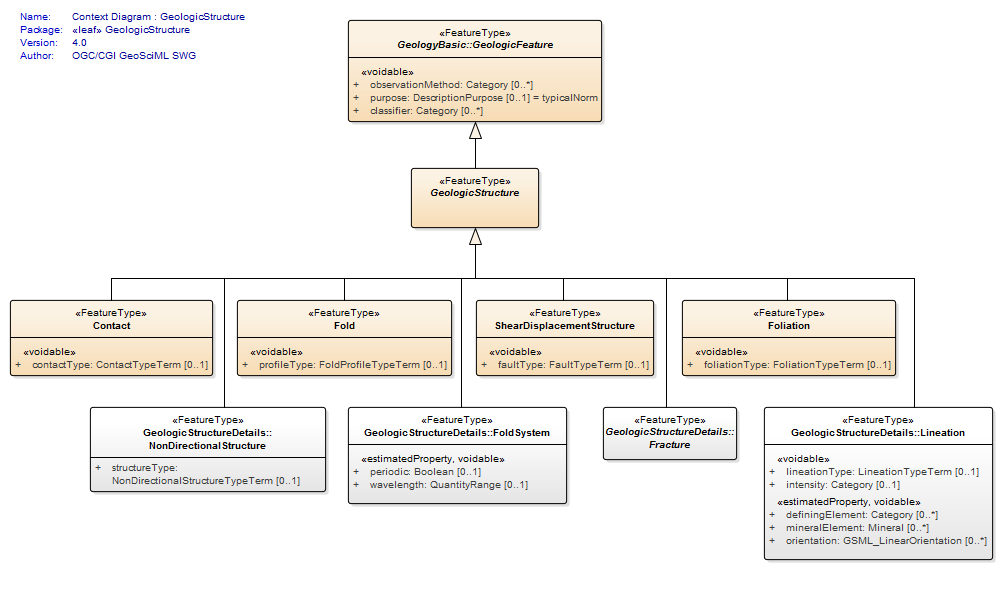 Name: Context Diagram : GeologicStructure
Package: «leaf» GeologicStructure
Version: 4.0
Author: OGC/CGI GeoSciML SWG
«FeatureType»
GeologyBasic::GeologicFeature
«voidable»
+ observationMethod: Category [0..*]
+ purpose: DescriptionPurpose [0..1] = typicalNorm
+ classifier: Category [0..*]
«FeatureType»
GeologicStructure
«FeatureType»
Contact
«voidable»
+ contactType: ContactTypeTerm [0..1]
«FeatureType»
Fold
«voidable»
+ profileType: FoldProfileTypeTerm [0..1]
«FeatureType»
ShearDisplacementStructure
«voidable»
+ faultType: FaultTypeTerm [0..1]
«FeatureType»
Foliation
«voidable»
+ foliationType: FoliationTypeTerm [0..1]
«FeatureType»
GeologicStructureDetails::
NonDirectionalStructure
+ structureType:
NonDirectionalStructureTypeTerm [0..1]
«FeatureType»
GeologicStructureDetails::FoldSystem
«estimatedProperty, voidable»
+ periodic: Boolean [0..1]
+ wavelength: QuantityRange [0..1]
«FeatureType»
GeologicStructureDetails::
Fracture
«FeatureType»
GeologicStructureDetails::Lineation
«voidable»
+ lineationType: LineationTypeTerm [0..1]
+ intensity: Category [0..1]
«estimatedProperty, voidable»
+ definingElement: Category [0..*]
+ mineralElement: Mineral [0..*]
+ orientation: GSML_LinearOrientation [0..*]